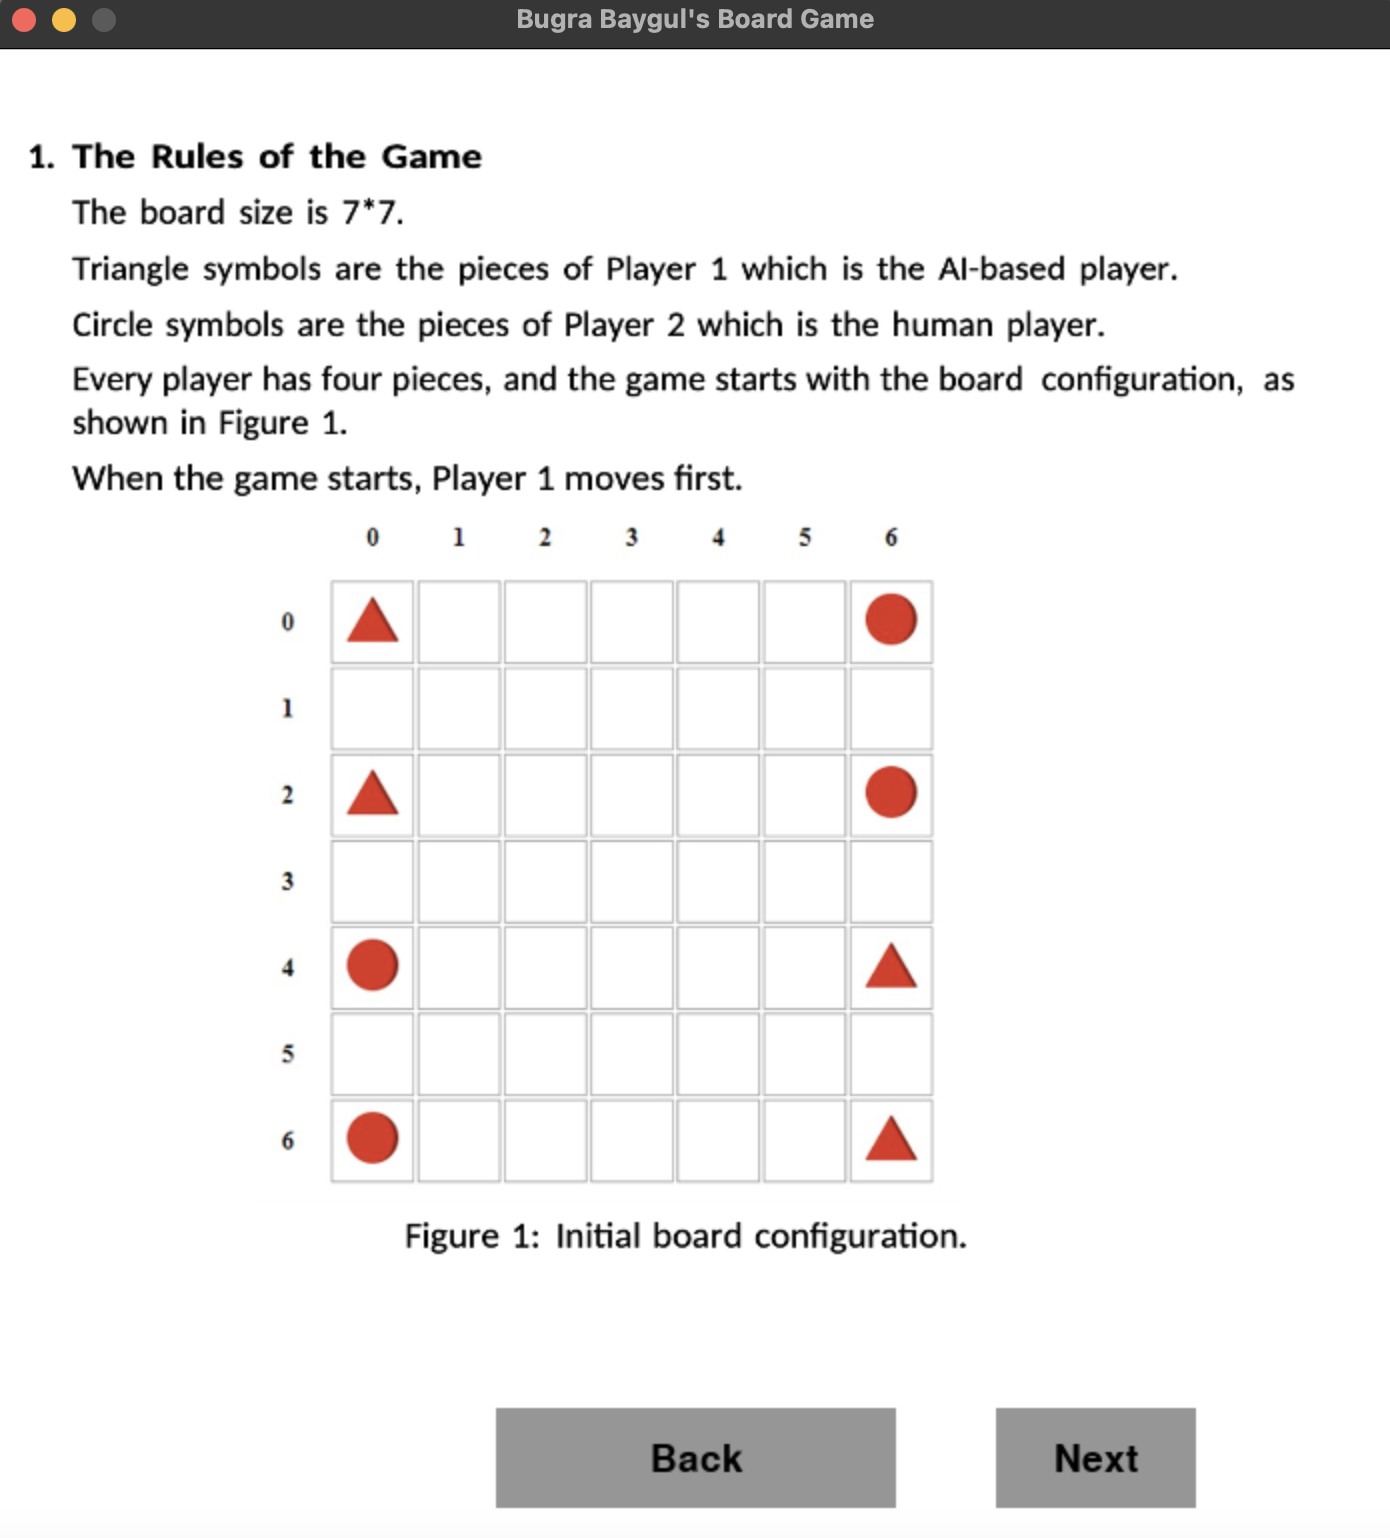 Bugra Baygul's Board Game
1. The Rules of the Game
The board size is 7*7.
Triangle symbols are the pieces of Player 1 which is the AI-based player.
Circle symbols are the pieces of Player 2 which is the human player.
Every player has four pieces, and the game starts with the board configuration, as
shown in Figure 1.
When the game starts, Player 1 moves first.
0 1 2 3 4 5 6
0
1
2
3
4
5
6
Figure 1: Initial board configuration.
Back Next